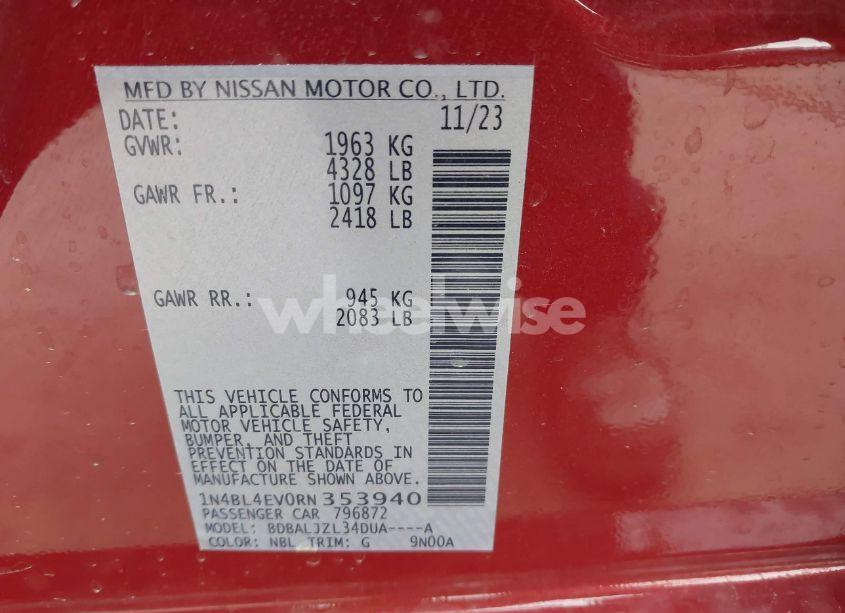 MFD BY NISSAN MOTOR CO., LTD.
DATE: 11/23
GVWR: 1963 KG
4328 LB
GAWR FR.: 1097 KG
2418 LB
GAWR RR.: 945 KG
wheelwise
2083 LB
THIS VEHICLE CONFORMS TO
ALL APPLICABLE FEDERAL
MOTOR VEHICLE SAFETY,
BUMPER, AND THEFT
PREVENTION STANDARDS IN
EFFECT ON THE DATE OF
MANUFACTURE SHOWN ABOVE.
1N4BL4EV0RN353940
PASSENGER CAR 796872
MODEL: BDBALJZL34DUA----A
COLOR: NBL TRIM: G 9N00A